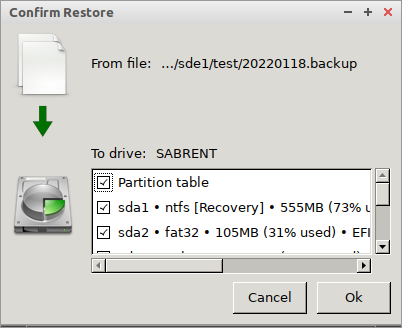 Confirm Restore
From file: .../sde1/test/20220118.backup
To drive: SABRENT
Partition table
sda1 • ntfs [Recovery] • 555MB (73% u
sda2 • fat32 • 105MB (31% used) • EFI
Cancel
Ok